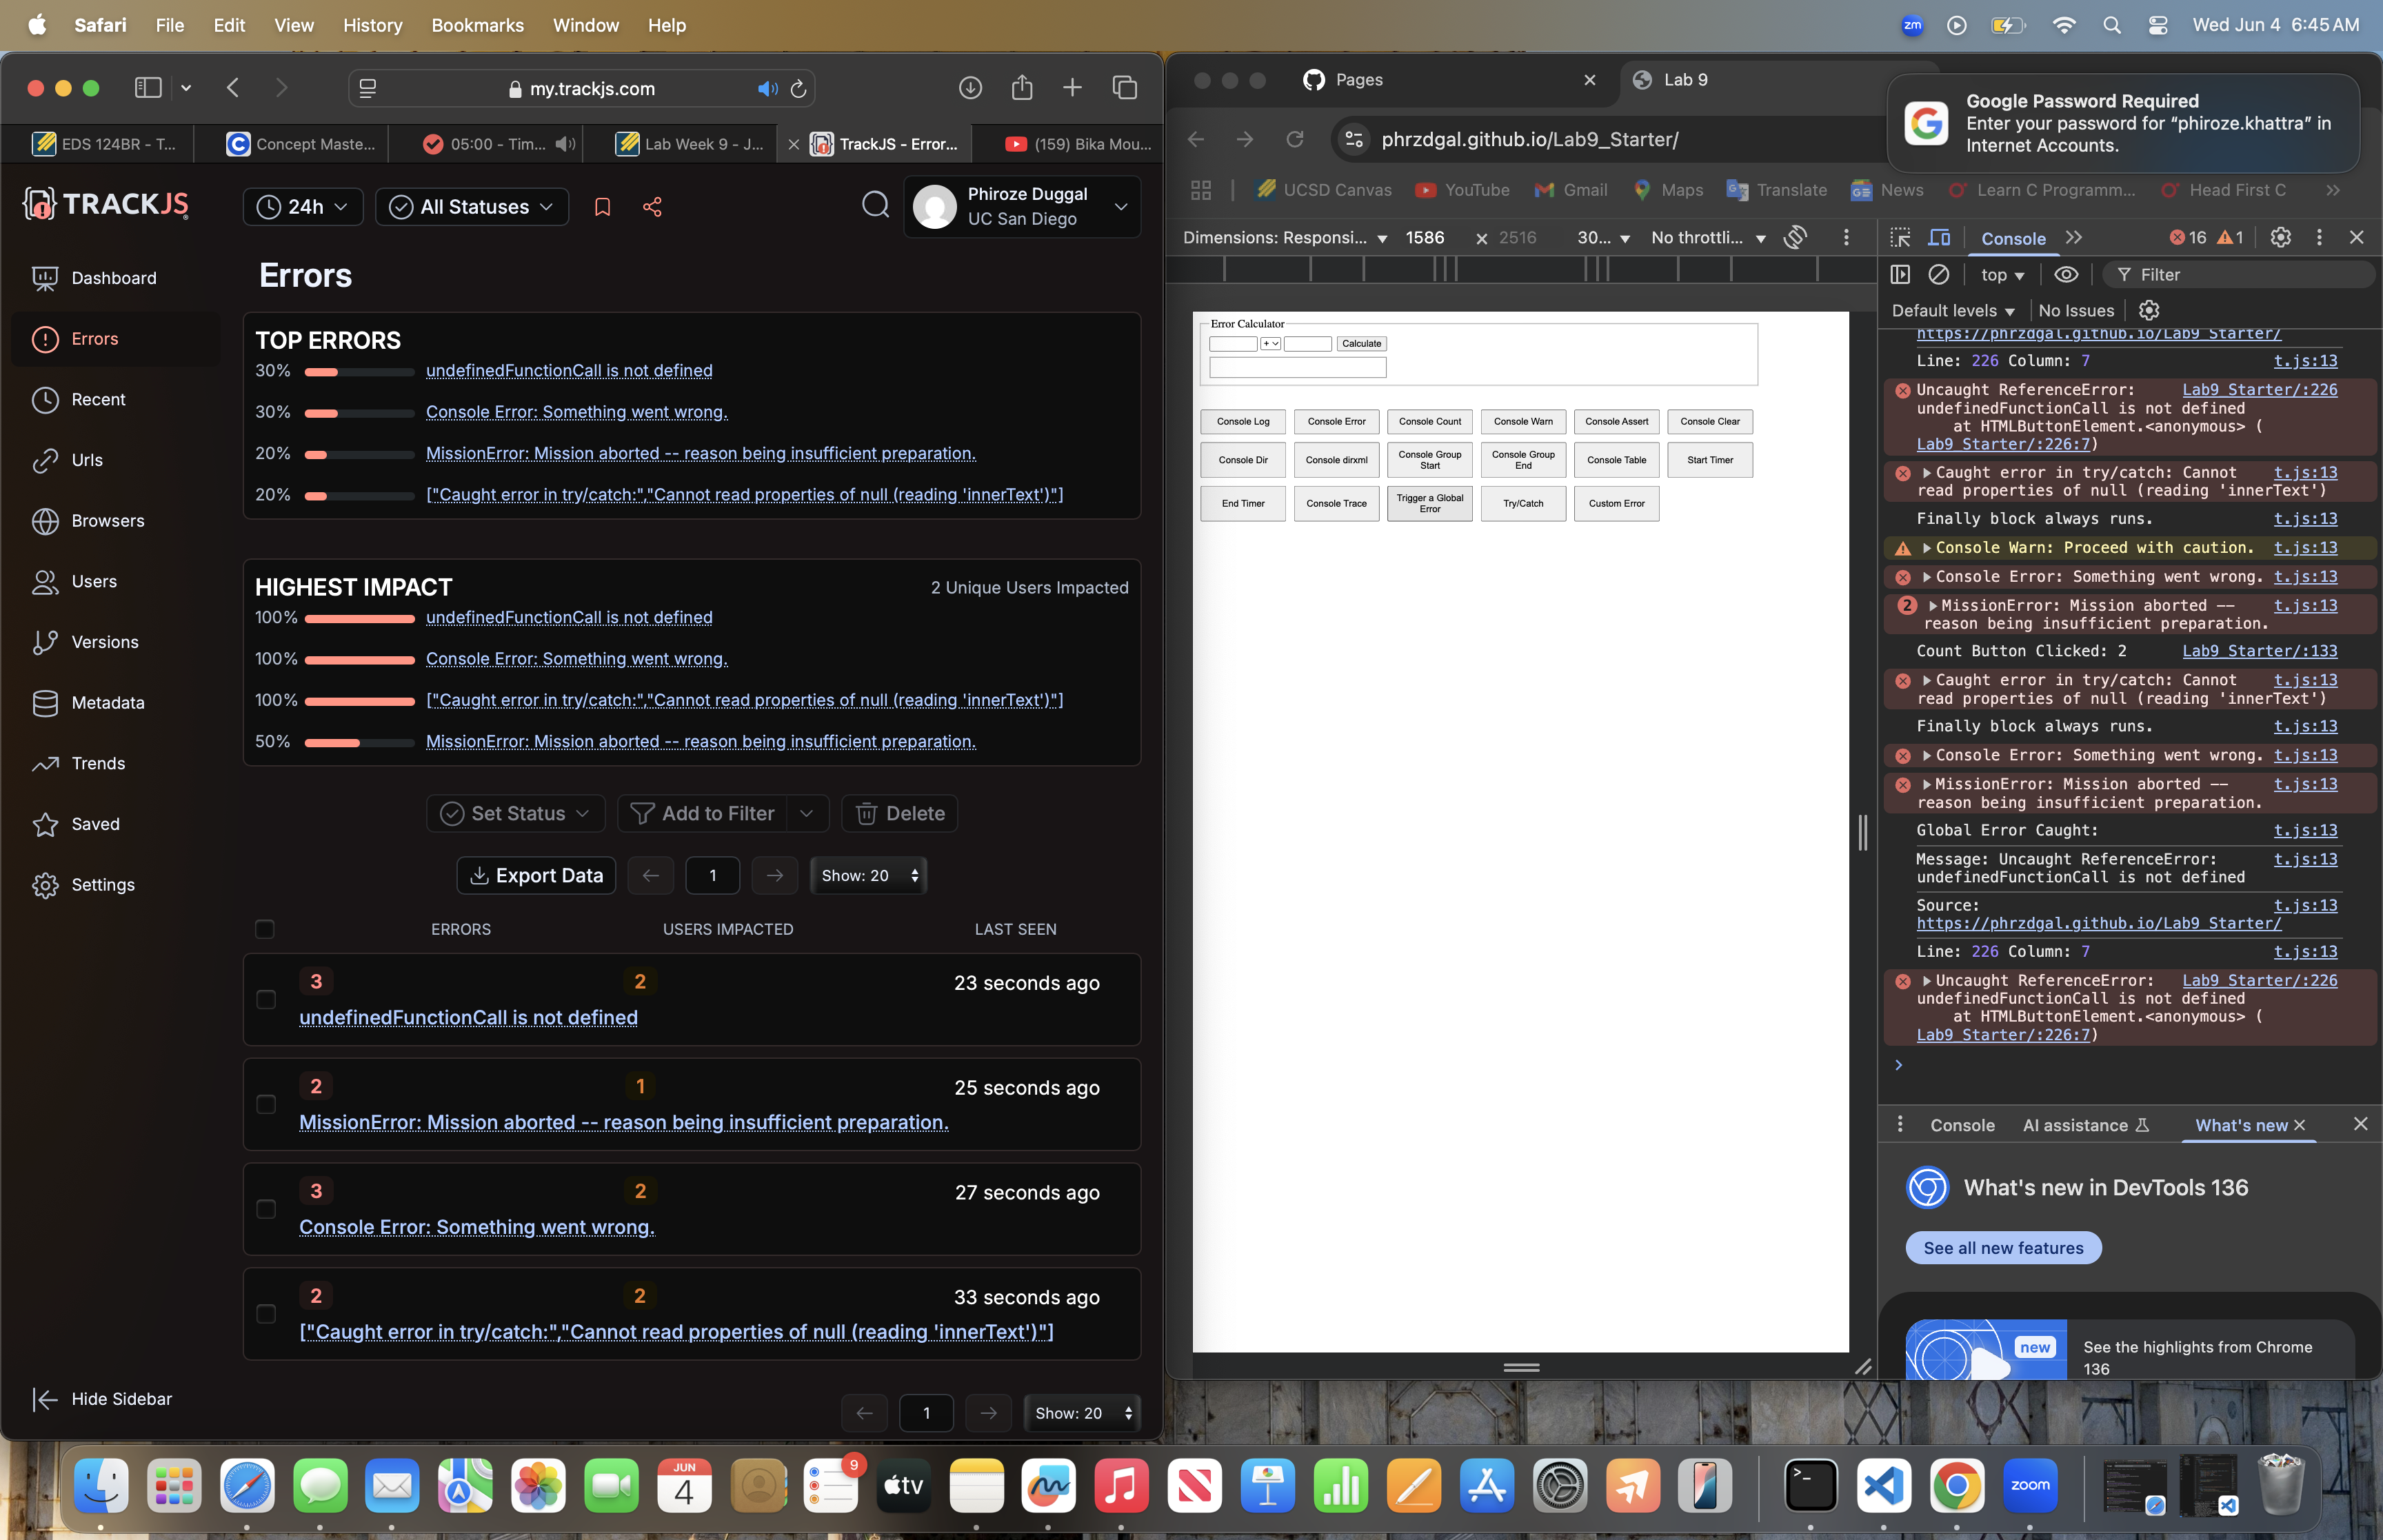 Safari File Edit View History Bookmarks Window Help
zm Wed Jun 4 6:45 AM
my.trackjs.com
EDS 124BR - T...
Concept Maste...
05:00 - Tim...
Lab Week 9 - J...
TrackJS - Error...
(159) Bika Mou...
TRACKJS
24h
All Statuses
Phiroze Duggal
UC San Diego
Dashboard
Errors
Recent
Urls
Browsers
Users
Versions
Metadata
Trends
Saved
Settings
Hide Sidebar
Errors
TOP ERRORS
30% undefinedFunctionCall is not defined
30% Console Error: Something went wrong.
20% MissionError: Mission aborted -- reason being insufficient preparation.
20% ["Caught error in try/catch:","Cannot read properties of null (reading 'innerText')"]
HIGHEST IMPACT 2 Unique Users Impacted
100% undefinedFunctionCall is not defined
100% Console Error: Something went wrong.
100% ["Caught error in try/catch:","Cannot read properties of null (reading 'innerText')"]
50% MissionError: Mission aborted -- reason being insufficient preparation.
Set Status Add to Filter Delete
Export Data 1 Show: 20
ERRORS USERS IMPACTED LAST SEEN
3 2 23 seconds ago
undefinedFunctionCall is not defined
2 1 25 seconds ago
MissionError: Mission aborted -- reason being insufficient preparation.
3 2 27 seconds ago
Console Error: Something went wrong.
2 2 33 seconds ago
["Caught error in try/catch:","Cannot read properties of null (reading 'innerText')"]
1 Show: 20
Pages
Lab 9
phrzdgal.github.io/Lab9_Starter/
Google Password Required
Enter your password for “phiroze.khattra” in
Internet Accounts.
UCSD Canvas YouTube Gmail Maps Translate News Learn C Programm... Head First C
Dimensions: Responsi... 1586 × 2516 30... No throttli...
Error Calculator
+ Calculate
Console Log Console Error Console Count Console Warn Console Assert Console Clear
Console Dir Console dirxml Console Group Start Console Group End Console Table Start Timer
End Timer Console Trace Trigger a Global Error Try/Catch Custom Error
Console 16 1
top Filter
Default levels No Issues
https://phrzdgal.github.io/Lab9_Starter/
Line: 226 Column: 7 t.js:13
Uncaught ReferenceError: Lab9_Starter/:226
undefinedFunctionCall is not defined
at HTMLButtonElement.<anonymous> (
Lab9_Starter/:226:7)
Caught error in try/catch: Cannot t.js:13
read properties of null (reading 'innerText')
Finally block always runs. t.js:13
Console Warn: Proceed with caution. t.js:13
Console Error: Something went wrong. t.js:13
2 MissionError: Mission aborted -- t.js:13
reason being insufficient preparation.
Count Button Clicked: 2 Lab9_Starter/:133
Caught error in try/catch: Cannot t.js:13
read properties of null (reading 'innerText')
Finally block always runs. t.js:13
Console Error: Something went wrong. t.js:13
MissionError: Mission aborted -- t.js:13
reason being insufficient preparation.
Global Error Caught: t.js:13
Message: Uncaught ReferenceError: t.js:13
undefinedFunctionCall is not defined
Source: t.js:13
https://phrzdgal.github.io/Lab9_Starter/
Line: 226 Column: 7 t.js:13
Uncaught ReferenceError: Lab9_Starter/:226
undefinedFunctionCall is not defined
at HTMLButtonElement.<anonymous> (
Lab9_Starter/:226:7)
Console AI assistance What's new
What's new in DevTools 136
See all new features
new
See the highlights from Chrome
136
JUN
4
9
tv
zoom